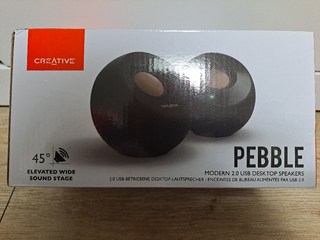 CREATIVE
45°
ELEVATED WIDE
SOUND STAGE
PEBBLE
MODERN 2.0 USB DESKTOP SPEAKERS
2.0 USB-BETRIEBENE DESKTOP-LAUTSPRECHER | ENCEINTES DE BUREAU ALIMENTÉES PAR USB 2.0